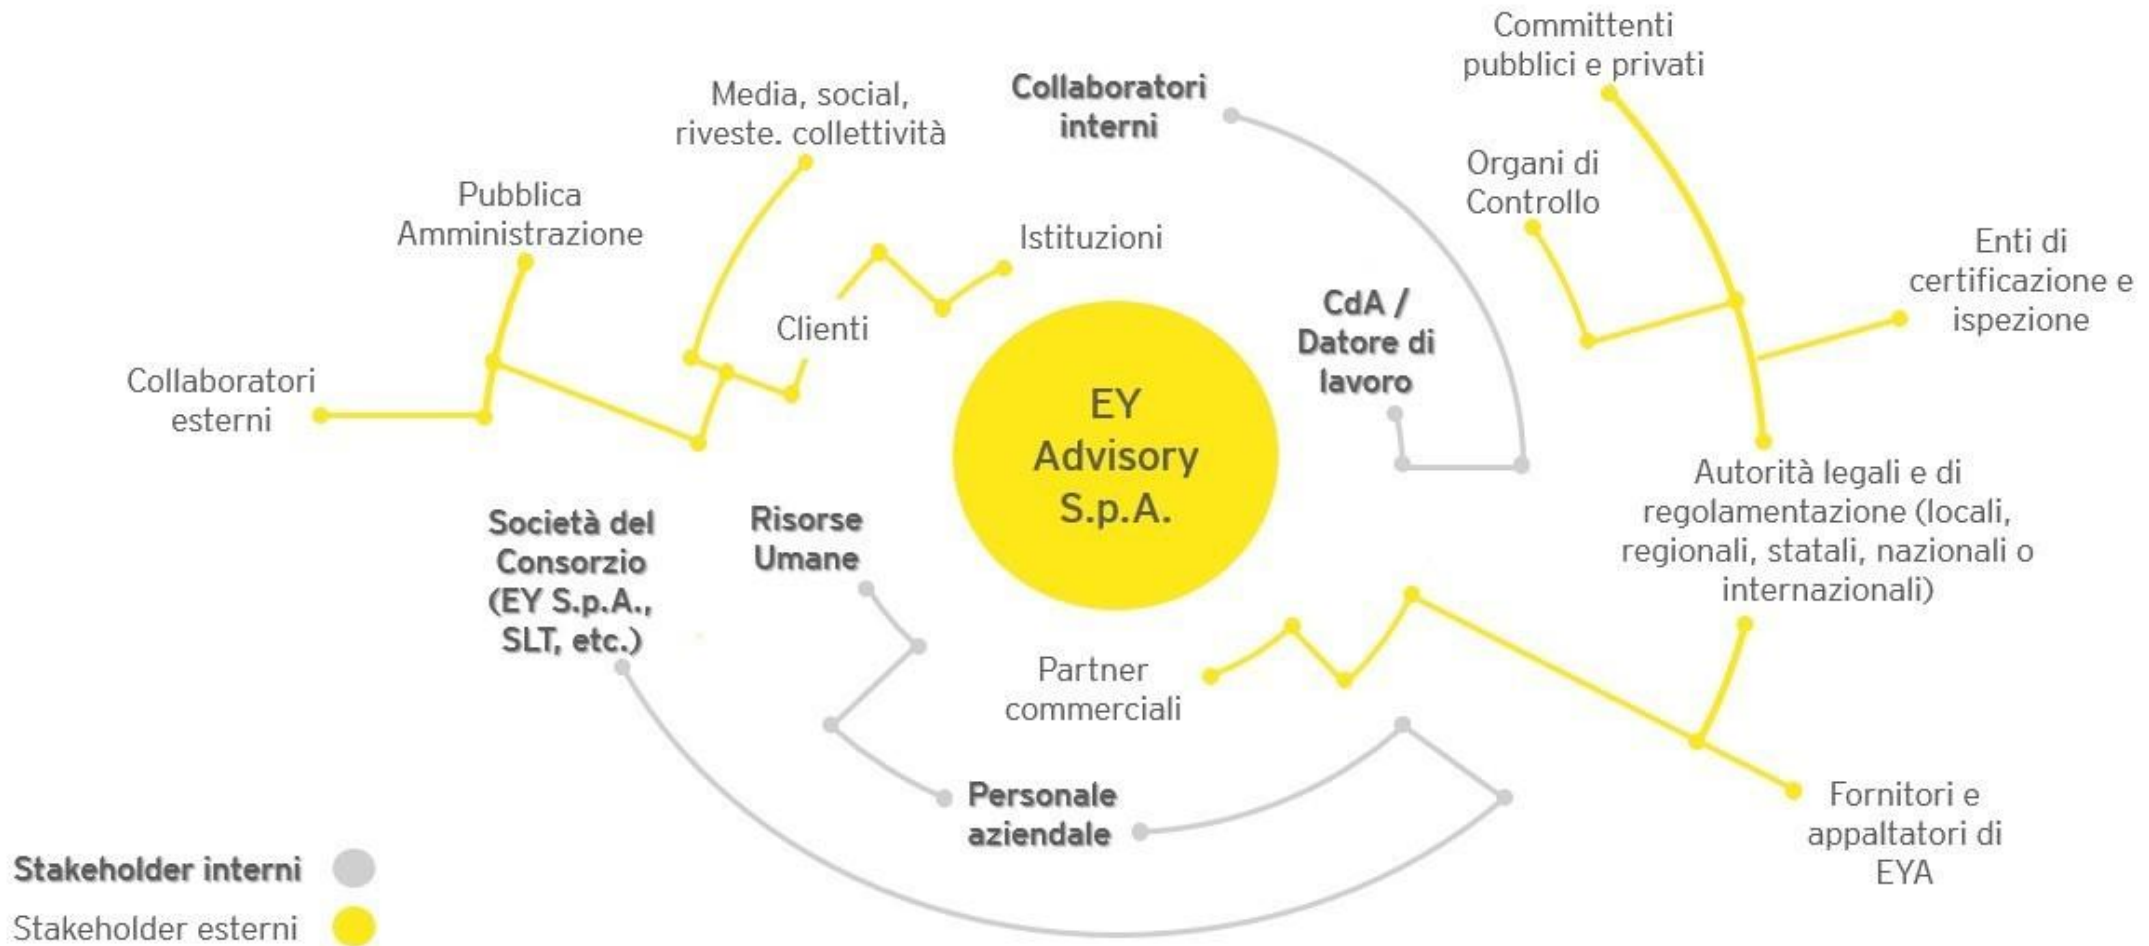 Committenti
pubblici e privati
Media, social,
riveste. collettività
Collaboratori
interni
Organi di
Controllo
Pubblica
Amministrazione
Istituzioni
Enti di
certificazione e
ispezione
Clienti
CdA /
Datore di
lavoro
Collaboratori
esterni
EY
Advisory
S.p.A.
Autorità legali e di
regolamentazione (locali,
regionali, statali, nazionali o
internazionali)
Società del
Consorzio
(EY S.p.A.,
SLT, etc.)
Risorse
Umane
Partner
commerciali
Personale
aziendale
Fornitori e
appaltatori di
EYA
Stakeholder interni
Stakeholder esterni